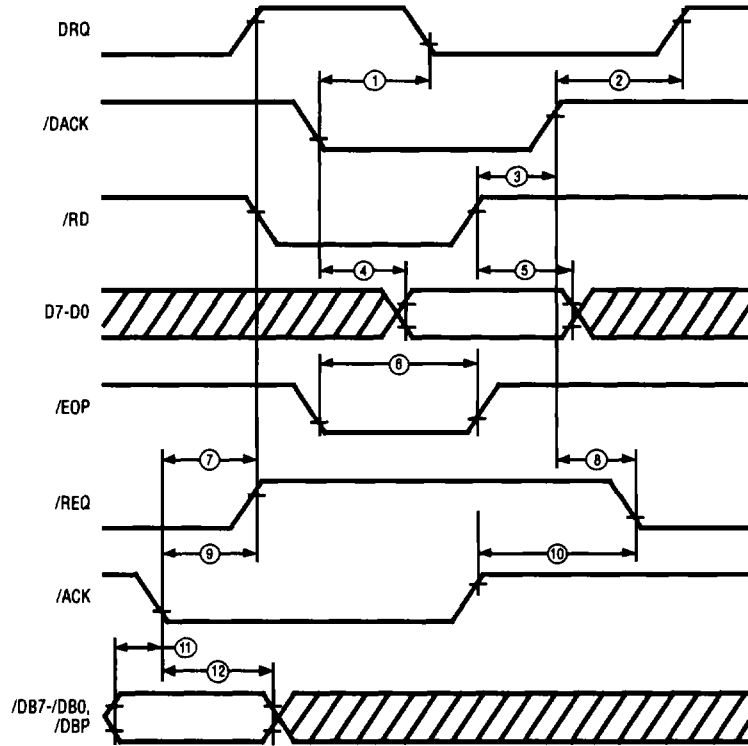 DRQ
1
2
/DACK
3
/RD
4
5
D7-D0
6
/EOP
7
8
/REQ
9
10
/ACK
11
12
/DB7-/DB0,
/DBP